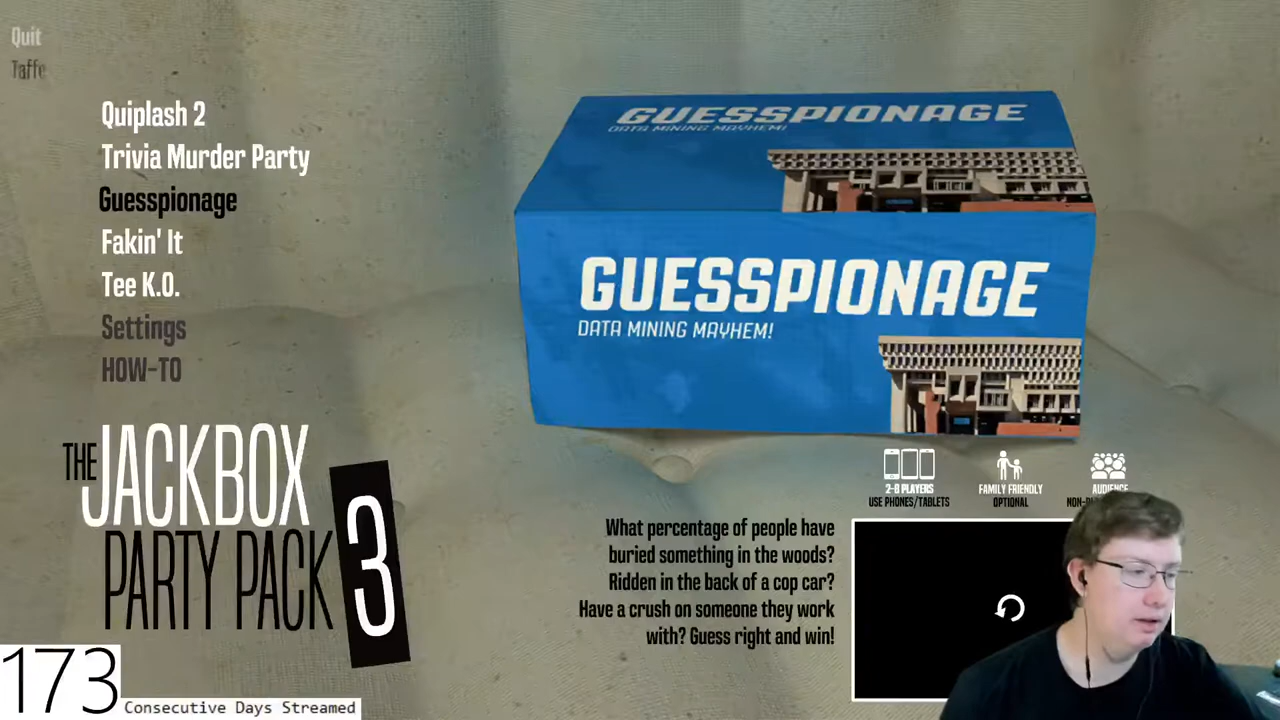 Quit
Taffe
Quiplash 2
Trivia Murder Party
Guesspionage
Fakin' It
Tee K.O.
Settings
HOW-TO
THE
JACKBOX
PARTY PACK
3
GUESSPIONAGE
DATA MINING MAYHEM!
GUESSPIONAGE
DATA MINING MAYHEM!
2-8 PLAYERS
USE PHONES/TABLETS
FAMILY FRIENDLY
OPTIONAL
AUDIENCE
What percentage of people have
buried something in the woods?
Ridden in the back of a cop car?
Have a crush on someone they work
with? Guess right and win!
173
Consecutive Days Streamed